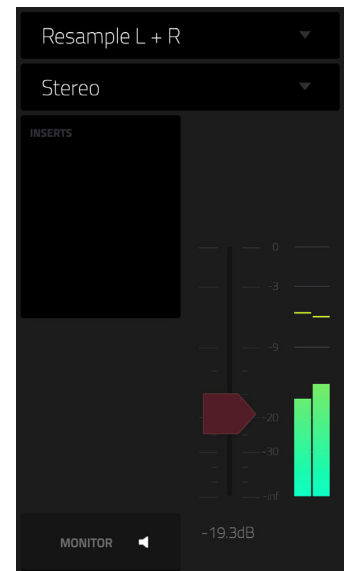 Resample L + R
Stereo
INSERTS
0
-3
-9
-20
-30
-inf
MONITOR
-19.3dB